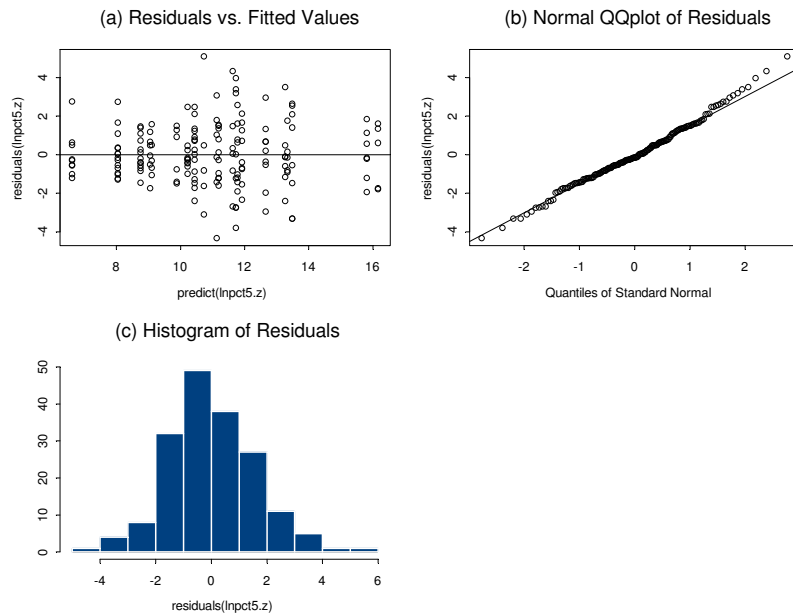 (a) Residuals vs. Fitted Values
residuals(lnpct5.z)
-4 -2 0 2 4
8 10 12 14 16
predict(lnpct5.z)
(b) Normal QQplot of Residuals
residuals(lnpct5.z)
-4 -2 0 2 4
-2 -1 0 1 2
Quantiles of Standard Normal
(c) Histogram of Residuals
0 10 20 30 40 50
-4 -2 0 2 4 6
residuals(lnpct5.z)